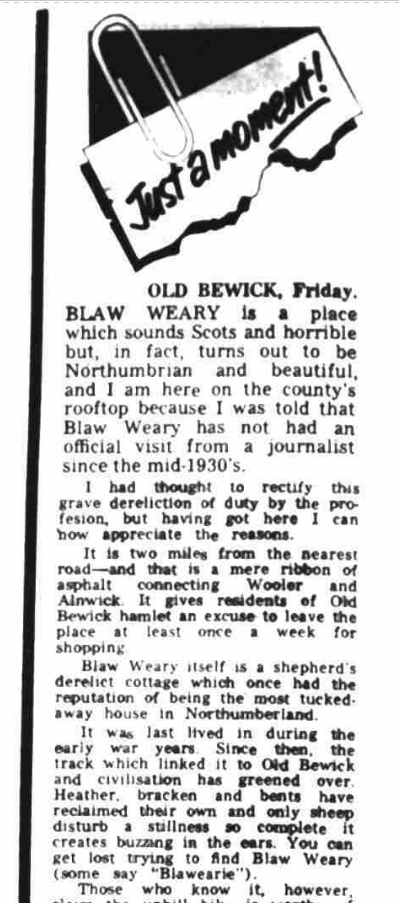 Just a moment!
OLD BEWICK, Friday.
BLAW WEARY is a place
which sounds Scots and horrible
but, in fact, turns out to be
Northumbrian and beautiful,
and I am here on the county's
rooftop because I was told that
Blaw Weary has not had an
official visit from a journalist
since the mid-1930's.
I had thought to rectify this
grave dereliction of duty by the pro-
fesion, but having got here I can
now appreciate the reasons.
It is two miles from the nearest
road—and that is a mere ribbon of
asphalt connecting Wooler and
Alnwick. It gives residents of Old
Bewick hamlet an excuse to leave the
place at least once a week for
shopping
Blaw Weary itself is a shepherd's
derelict cottage which once had the
reputation of being the most tucked-
away house in Northumberland.
It was last lived in during the
early war years. Since then, the
track which linked it to Old Bewick
and civilisation has greened over.
Heather, bracken and bents have
reclaimed their own and only sheep
disturb a stillness so complete it
creates buzzing in the ears. You can
get lost trying to find Blaw Weary
(some say "Blawearie").
Those who know it, however,